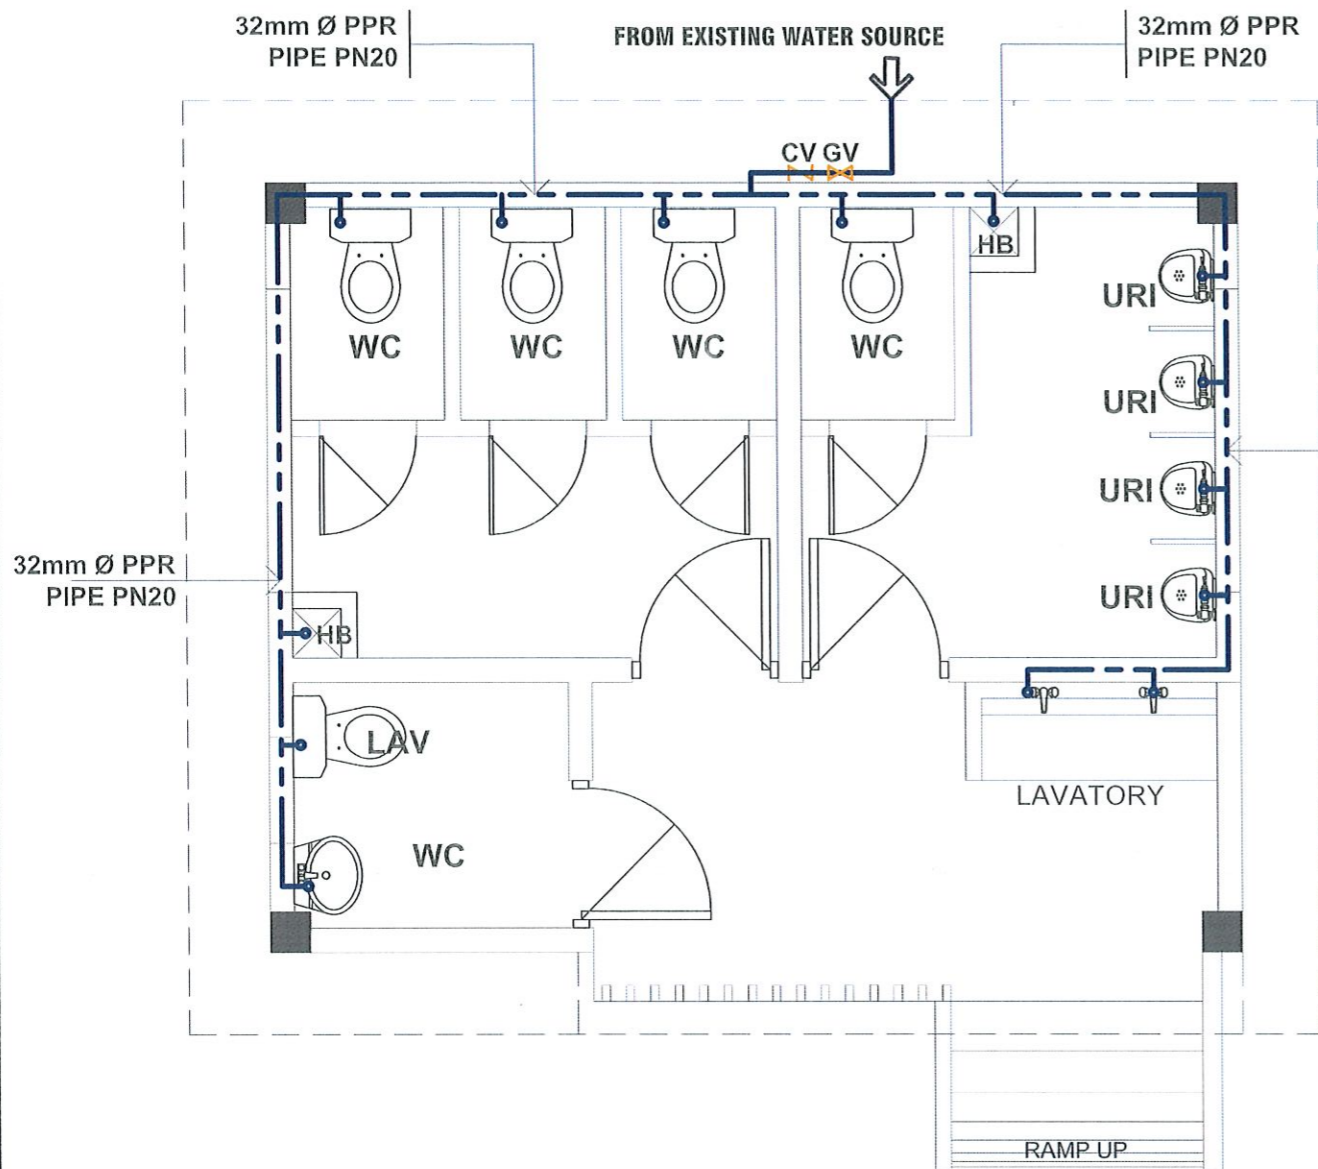 32mm Ø PPR
PIPE PN20
FROM EXISTING WATER SOURCE
32mm Ø PPR
PIPE PN20
CV GV
HB
URI
WC
WC
WC
WC
URI
URI
32mm Ø PPR
PIPE PN20
URI
HB
LAV
LAVATORY
WC
RAMP UP